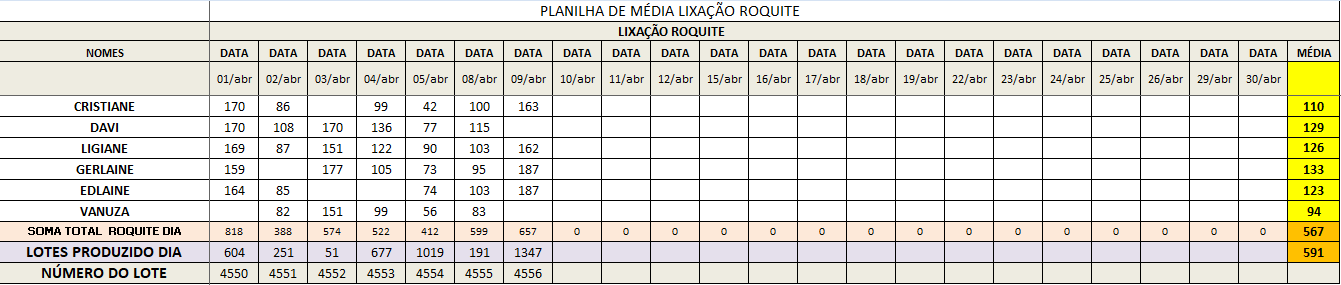 PLANILHA DE MÉDIA LIXAÇÃO ROQUITE
LIXAÇÃO ROQUITE
NOMES DATA DATA DATA DATA DATA DATA DATA DATA DATA DATA DATA DATA DATA DATA DATA DATA DATA DATA DATA DATA DATA DATA MÉDIA
01/abr 02/abr 03/abr 04/abr 05/abr 08/abr 09/abr 10/abr 11/abr 12/abr 15/abr 16/abr 17/abr 18/abr 19/abr 22/abr 23/abr 24/abr 25/abr 26/abr 29/abr 30/abr
CRISTIANE 170 86 99 42 100 163 110
DAVI 170 108 170 136 77 115 129
LIGIANE 169 87 151 122 90 103 162 126
GERLAINE 159 177 105 73 95 187 133
EDLAINE 164 85 74 103 187 123
VANUZA 82 151 99 56 83 94
SOMA TOTAL ROQUITE DIA 818 388 574 522 412 599 657 0 0 0 0 0 0 0 0 0 0 0 0 0 0 0 567
LOTES PRODUZIDO DIA 604 251 51 677 1019 191 1347 591
NÚMERO DO LOTE 4550 4551 4552 4553 4554 4555 4556